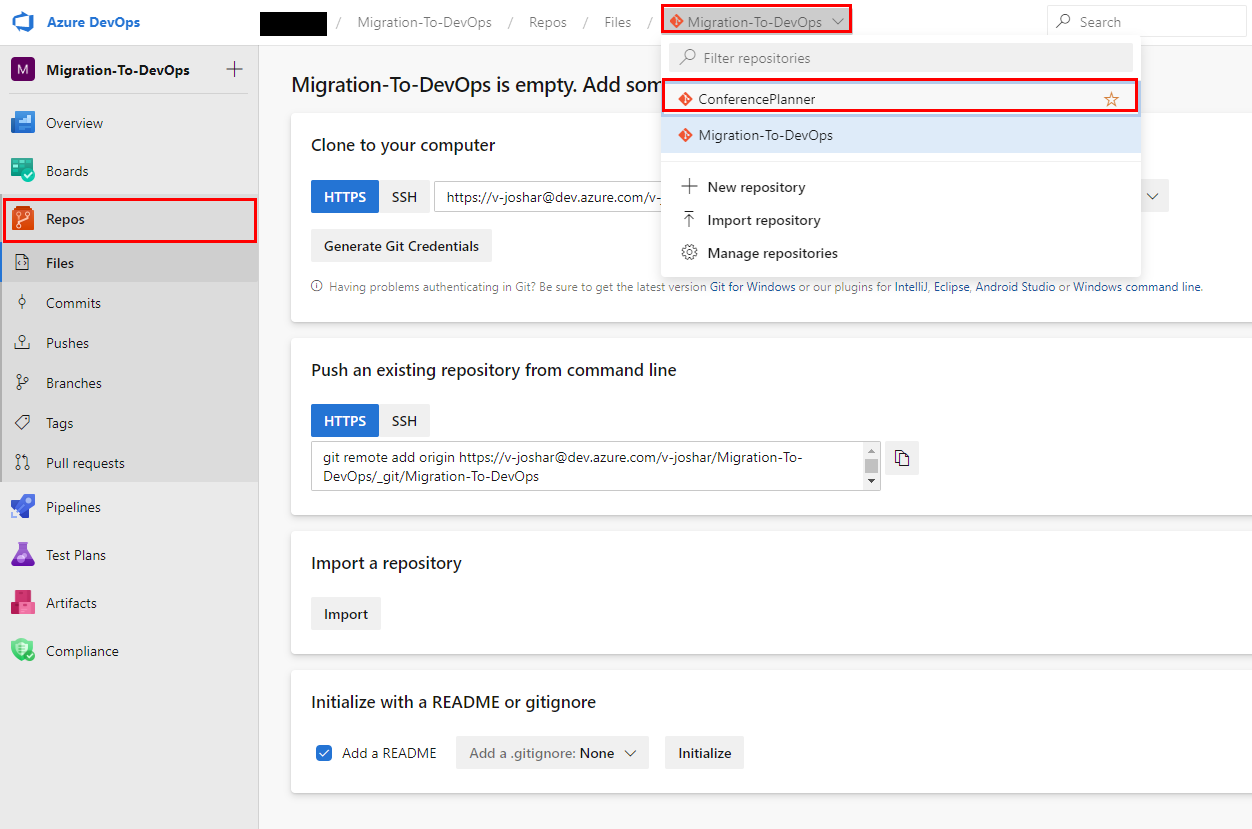 Azure DevOps
/ Migration-To-DevOps / Repos / Files / Migration-To-DevOps
Search
M Migration-To-DevOps
Overview
Boards
Repos
Files
Commits
Pushes
Branches
Tags
Pull requests
Pipelines
Test Plans
Artifacts
Compliance
Filter repositories
ConferencePlanner
Migration-To-DevOps
New repository
Import repository
Manage repositories
Migration-To-DevOps is empty. Add som
Clone to your computer
HTTPS SSH https://v-joshar@dev.azure.com/v-
Generate Git Credentials
Having problems authenticating in Git? Be sure to get the latest version Git for Windows or our plugins for IntelliJ, Eclipse, Android Studio or Windows command line.
Push an existing repository from command line
HTTPS SSH
git remote add origin https://v-joshar@dev.azure.com/v-joshar/Migration-To-
DevOps/_git/Migration-To-DevOps
Import a repository
Import
Initialize with a README or gitignore
Add a README Add a .gitignore: None Initialize